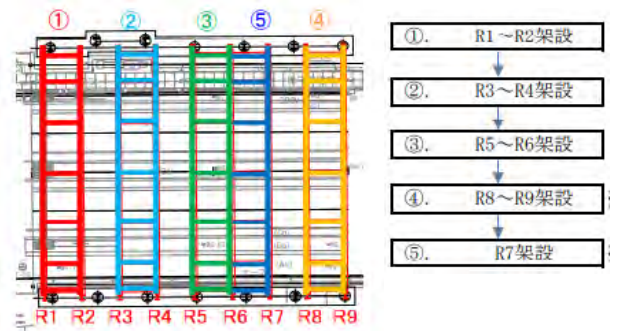 ① ② ③ ⑤ ④
R1 R2 R3 R4 R5 R6 R7 R8 R9
①. R1～R2架設
②. R3～R4架設
③. R5～R6架設
④. R8～R9架設
⑤. R7架設